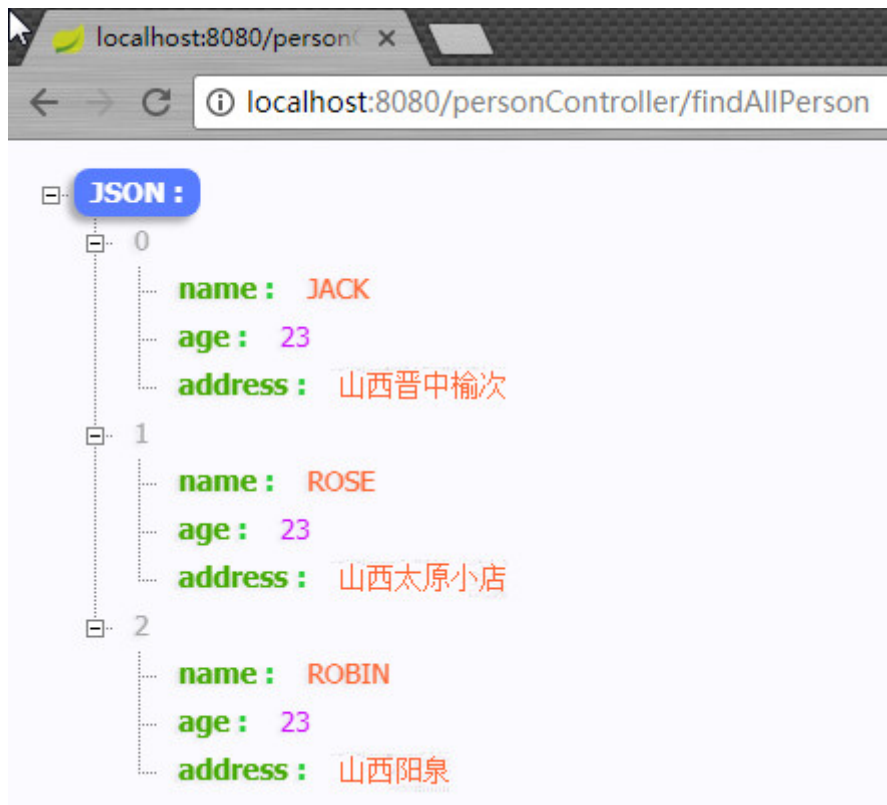 localhost:8080/person
localhost:8080/personController/findAllPerson
JSON :
0
name : JACK
age : 23
address : 山西晋中榆次
1
name : ROSE
age : 23
address : 山西太原小店
2
name : ROBIN
age : 23
address : 山西阳泉